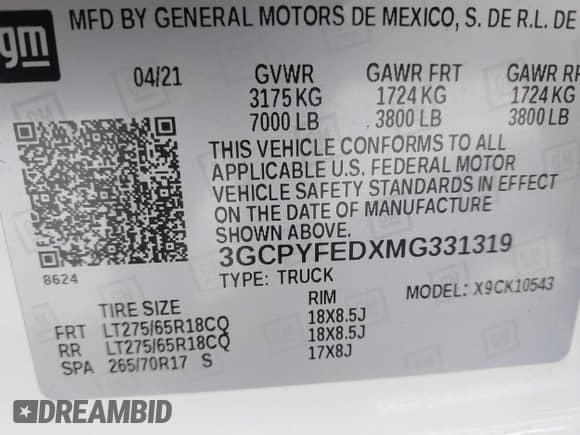 gm
MFD BY GENERAL MOTORS DE MEXICO, S. DE R.L. DE
04/21 GVWR GAWR FRT GAWR RR
3175 KG 1724 KG 1724 KG
7000 LB 3800 LB 3800 LB
THIS VEHICLE CONFORMS TO ALL
APPLICABLE U.S. FEDERAL MOTOR
VEHICLE SAFETY STANDARDS IN EFFECT
ON THE DATE OF MANUFACTURE
SHOWN ABOVE.
3GCPYFEDXMG331319
8624
TYPE: TRUCK
MODEL: X9CK10543
TIRE SIZE RIM
FRT LT275/65R18CQ 18X8.5J
RR LT275/65R18CQ 18X8.5J
SPA 265/70R17 S 17X8J
DREAMBID